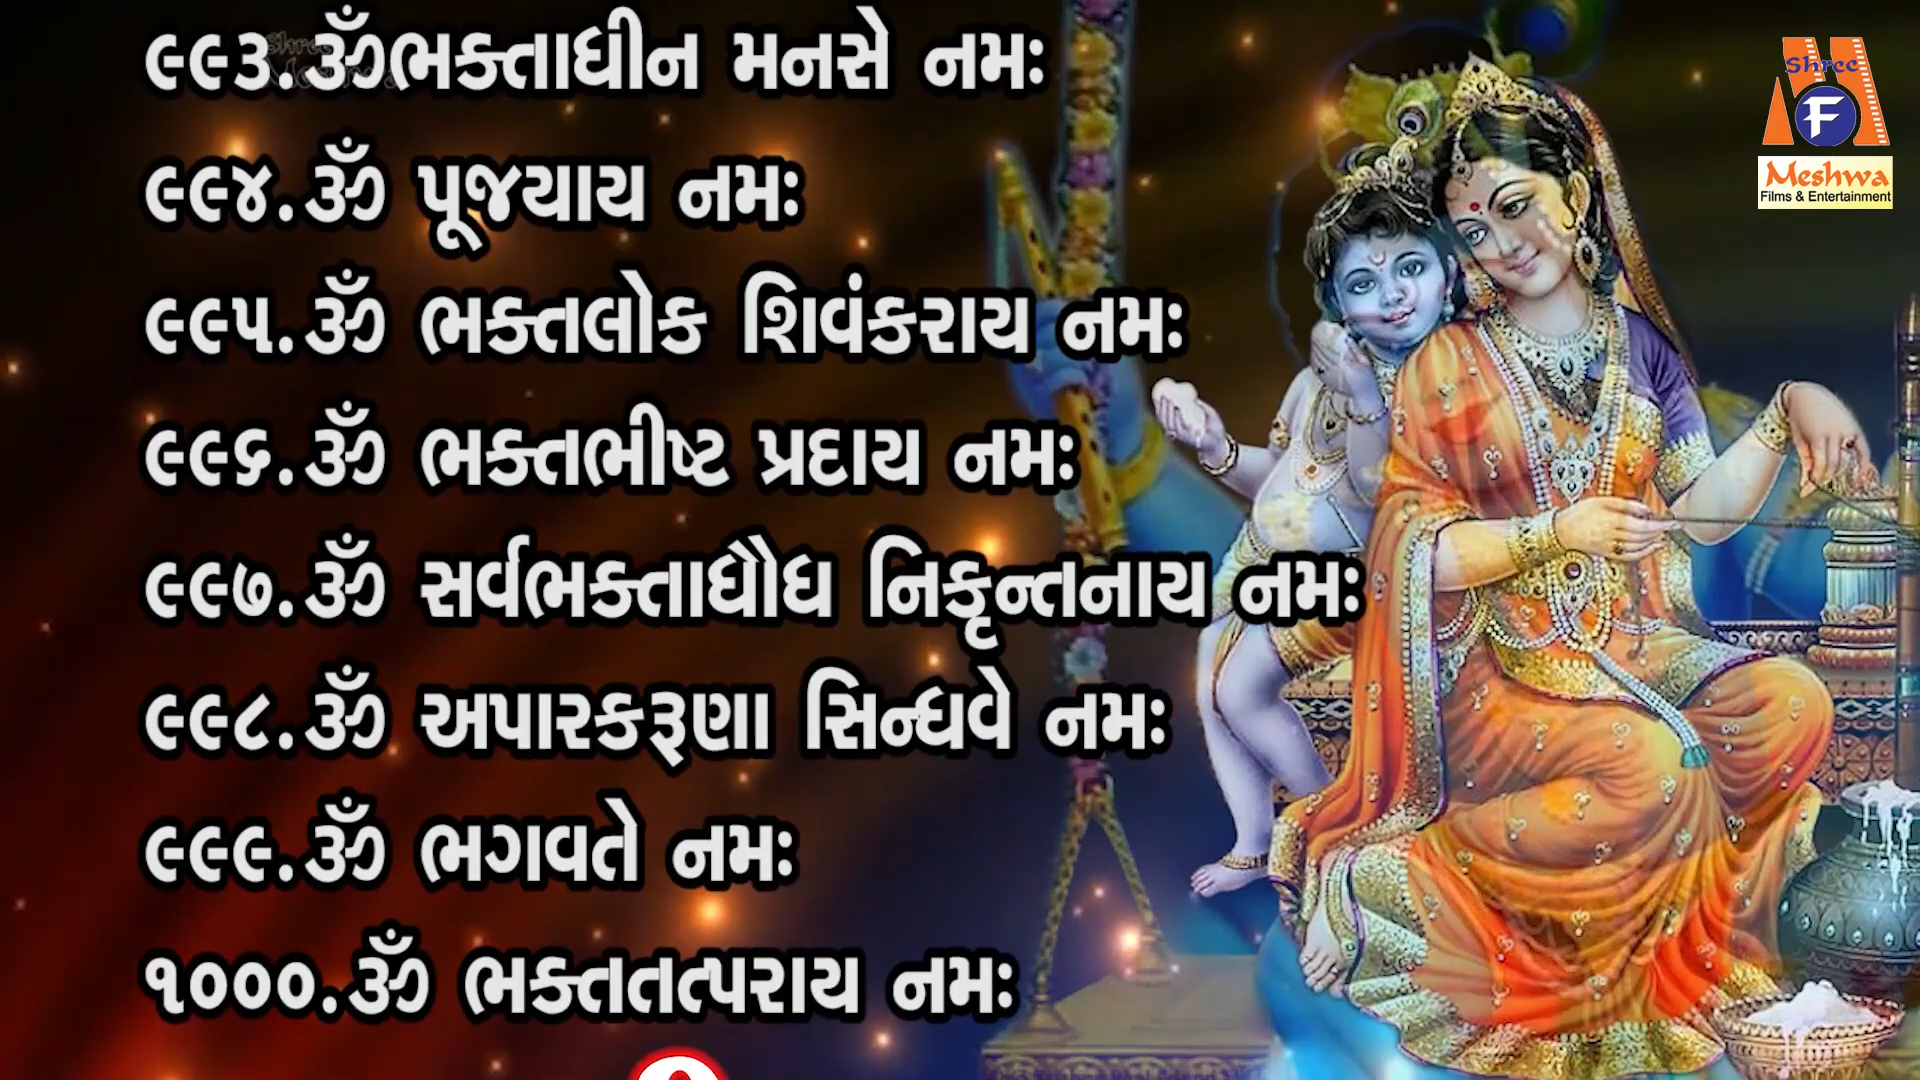 ૯૯૩.ૐભક્તાધીન મનસે નમઃ
૯૯૪.ૐ પૂજયાય નમઃ
૯૯૫.ૐ ભક્તલોક શિવંકરાય નમઃ
૯૯૬.ૐ ભક્તભીષ્ટ પ્રદાય નમઃ
૯૯૭.ૐ સર્વભક્તાધૌધ નિકૃન્તનાય નમઃ
૯૯૮.ૐ અપારકરૂણા સિન્ધવે નમઃ
૯૯૯.ૐ ભગવતે નમઃ
૧૦૦૦.ૐ ભક્તતત્પરાય નમઃ
Shree
F
Meshwa
Films & Entertainment